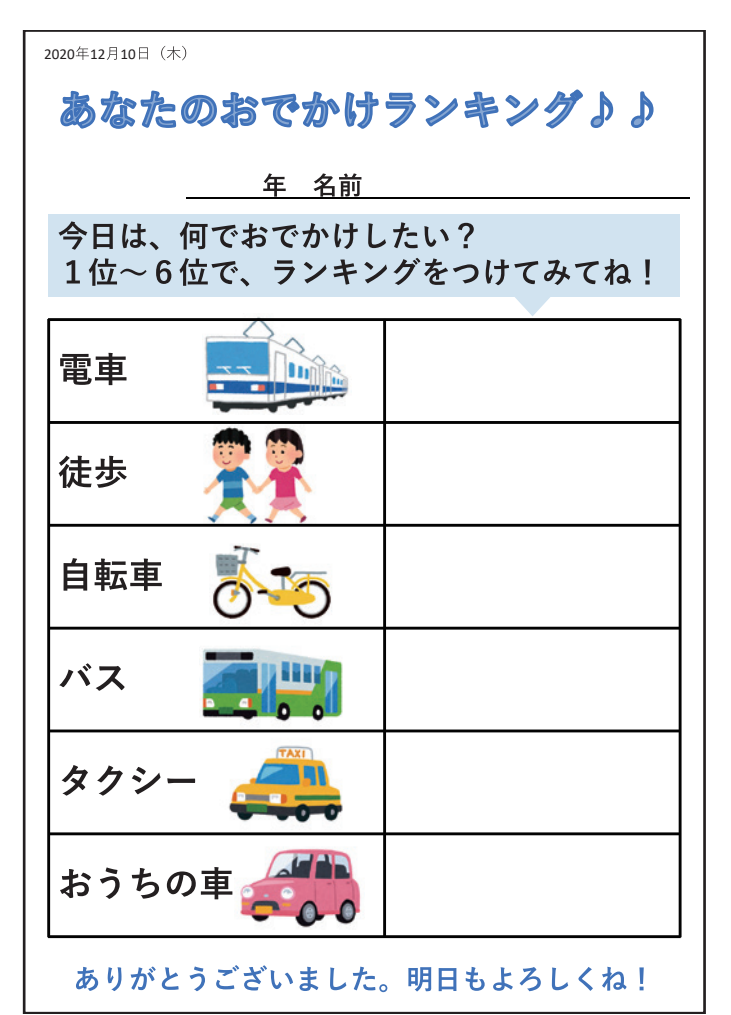 2020年12月10日（木）
あなたのおでかけランキング♪♪
年　名前
今日は、何でおでかけしたい？
１位～６位で、ランキングをつけてみてね！
電車
徒歩
自転車
バス
TAXI
タクシー
おうちの車
ありがとうございました。明日もよろしくね！